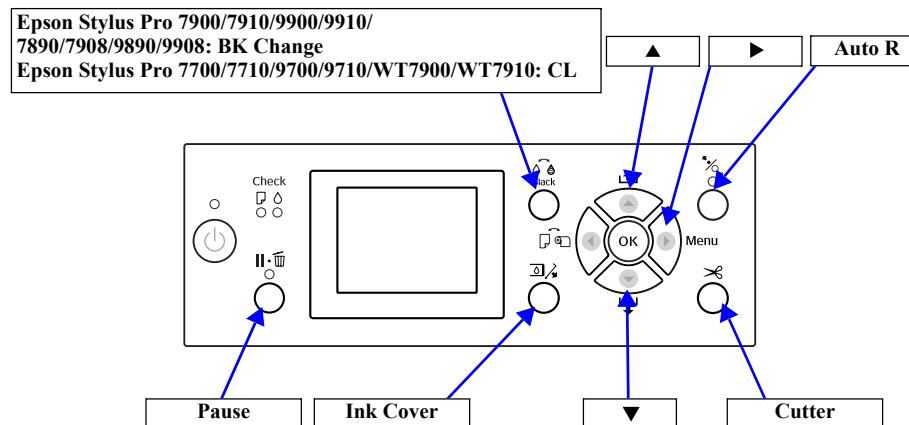 Epson Stylus Pro 7900/7910/9900/9910/
7890/7908/9890/9908: BK Change
Epson Stylus Pro 7700/7710/9700/9710/WT7900/WT7910: CL
▲
▶
Auto R
Check
Black
OK
Menu
Pause
Ink Cover
▼
Cutter